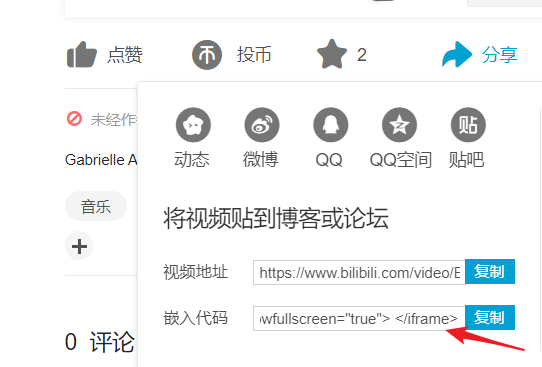 点赞 投币 2 分享
未经作
动态 微博 QQ QQ空间 贴吧
Gabrielle A
音乐
将视频贴到博客或论坛
视频地址 https://www.bilibili.com/video/B 复制
嵌入代码 owfullscreen="true"> </iframe> 复制
0 评论